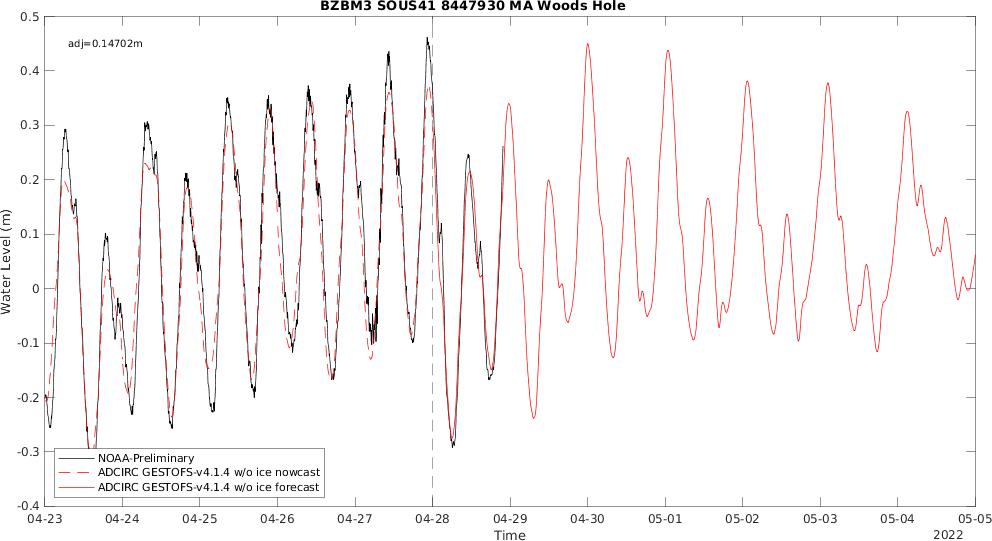 BZBM3 SOUS41 8447930 MA Woods Hole
adj=0.14702m
0.5
0.4
0.3
0.2
0.1
0
-0.1
-0.2
-0.3
-0.4
Water Level (m)
NOAA-Preliminary
ADCIRC GESTOFS-v4.1.4 w/o ice nowcast
ADCIRC GESTOFS-v4.1.4 w/o ice forecast
04-23 04-24 04-25 04-26 04-27 04-28 04-29 04-30 05-01 05-02 05-03 05-04 05-05
Time
2022